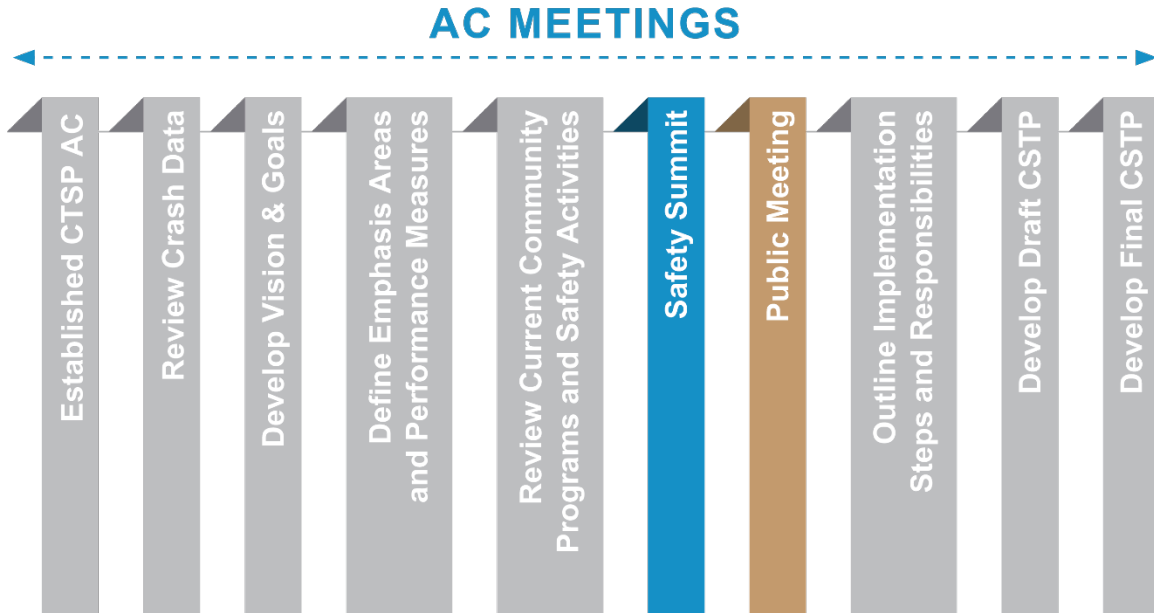 AC MEETINGS
Established CTSP AC
Review Crash Data
Develop Vision & Goals
Define Emphasis Areas
and Performance Measures
Review Current Community
Programs and Safety Activities
Safety Summit
Public Meeting
Outline Implementation
Steps and Responsibilities
Develop Draft CSTP
Develop Final CSTP